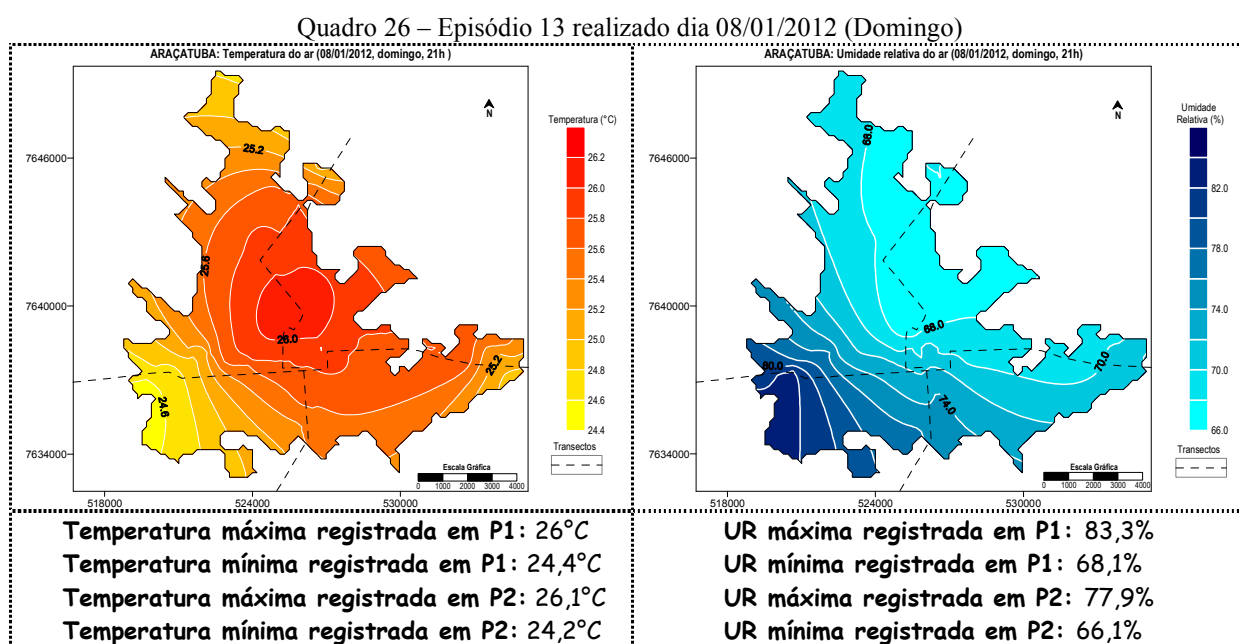 Quadro 26 – Episódio 13 realizado dia 08/01/2012 (Domingo)
ARAÇATUBA: Temperatura do ar (08/01/2012, domingo, 21h )
N
Temperatura (°C)
26.2
26.0
25.8
25.6
25.4
25.2
25.0
24.8
24.6
24.4
Transectos
7646000
7640000
7634000
25.2
25.6
26.0
25.2
24.6
Escala Gráfica
0 1000 2000 3000 4000
518000 524000 530000
ARAÇATUBA: Umidade relativa do ar (08/01/2012, domingo, 21h)
N
Umidade
Relativa (%)
82.0
78.0
74.0
70.0
66.0
Transectos
7646000
7640000
7634000
68.0
68.0
70.0
80.0
74.0
Escala Gráfica
0 1000 2000 3000 4000
518000 524000 530000
Temperatura máxima registrada em P1: 26°C
Temperatura mínima registrada em P1: 24,4°C
Temperatura máxima registrada em P2: 26,1°C
Temperatura mínima registrada em P2: 24,2°C
UR máxima registrada em P1: 83,3%
UR mínima registrada em P1: 68,1%
UR máxima registrada em P2: 77,9%
UR mínima registrada em P2: 66,1%